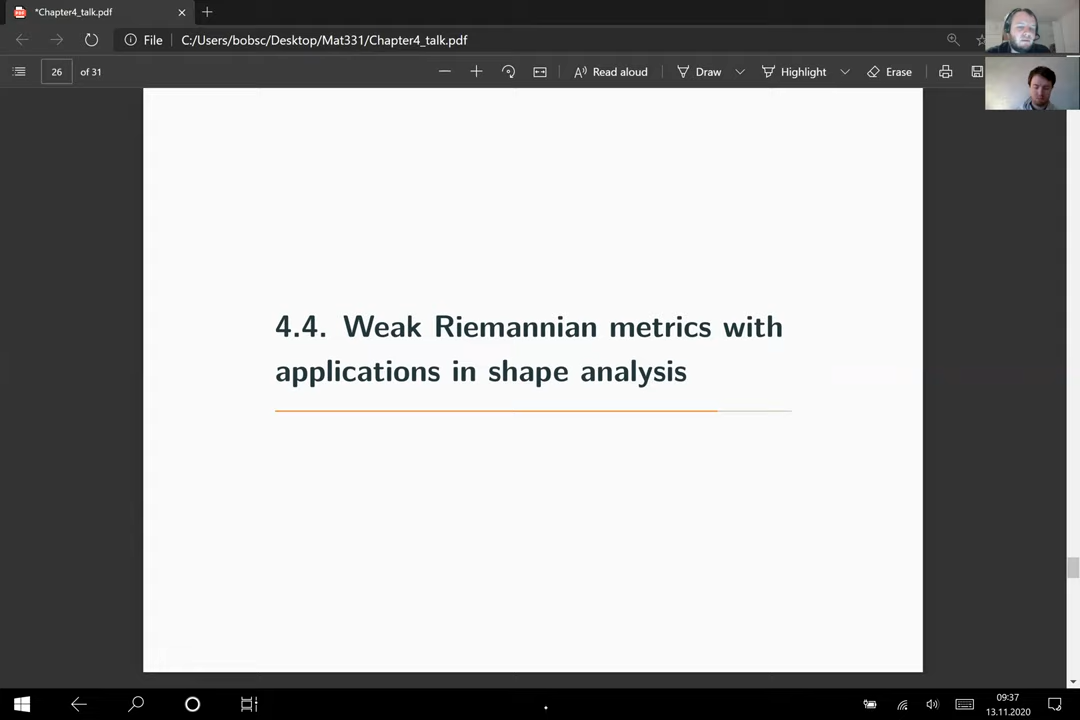 *Chapter4_talk.pdf
File C:/Users/bobsc/Desktop/Mat331/Chapter4_talk.pdf
26 of 31 Read aloud Draw Highlight Erase
4.4. Weak Riemannian metrics with
applications in shape analysis
09:37
13.11.2020